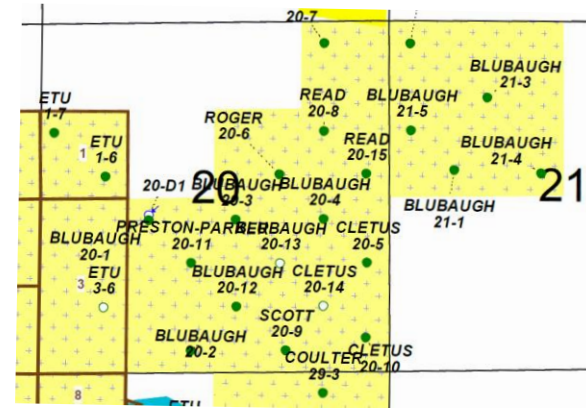 20-7
BLUBAUGH
21-3
ETU
1-7
READ
20-8
BLUBAUGH
21-5
ROGER
20-6
ETU
1-6
1
READ
20-15
BLUBAUGH
21-4
20
21
20-D1
BLUBAUGH
20-3
BLUBAUGH
20-4
BLUBAUGH
21-1
PRESTON-PARKER
20-11
BLUBAUGH
20-13
CLETUS
20-5
BLUBAUGH
20-1
ETU
3-6
3
BLUBAUGH
20-12
CLETUS
20-14
SCOTT
20-9
BLUBAUGH
20-2
COULTER
29-3
CLETUS
20-10
8
ETU